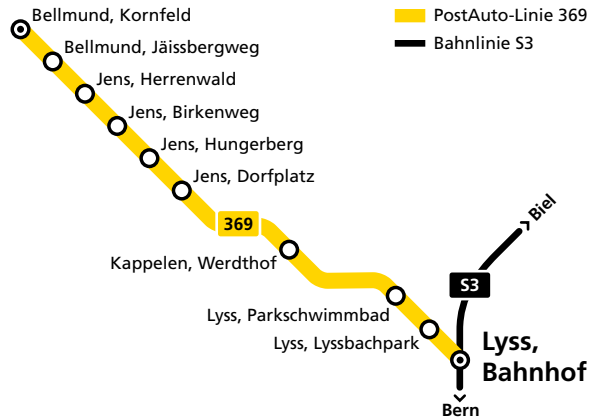 Bellmund, Kornfeld
PostAuto-Linie 369
Bellmund, Jäissbergweg
Bahnlinie S3
Jens, Herrenwald
Jens, Birkenweg
Jens, Hungerberg
Jens, Dorfplatz
Biel
369
Kappelen, Werdthof
S3
Lyss, Parkschwimmbad
Lyss, Lyssbachpark
Lyss,
Bahnhof
Bern